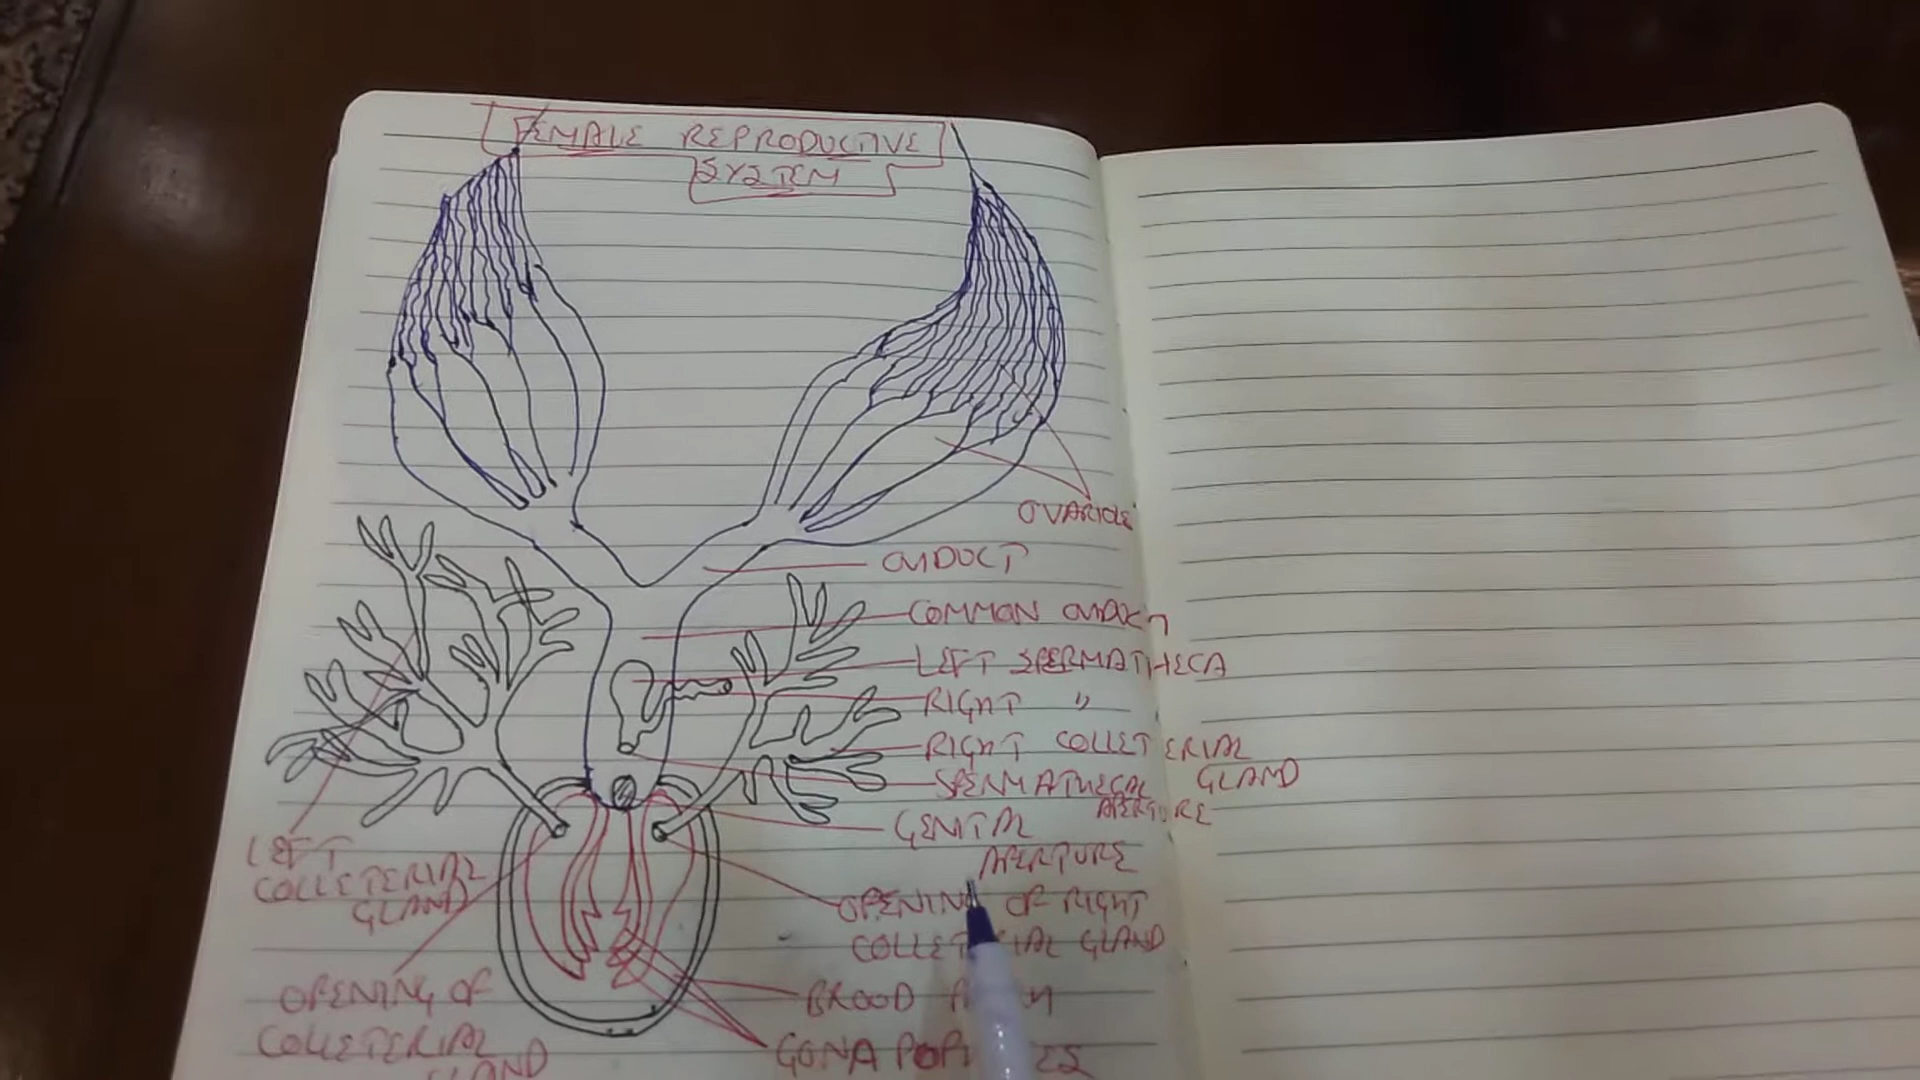 FEMALE REPRODUCTIVE
SYSTEM
OVARIOLE
OVIDUCT
COMMON OVIDUCT
LEFT SPERMATHECA
RIGHT "
RIGHT COLLETERIAL
GLAND
SPERMATHECAL
APERTURE
GENITAL
APERTURE
LEFT
COLLETERIAL
GLAND
OPENING OF RIGHT
GLAND
OPENING OF
COLLETERIAL
GLAND
BROOD